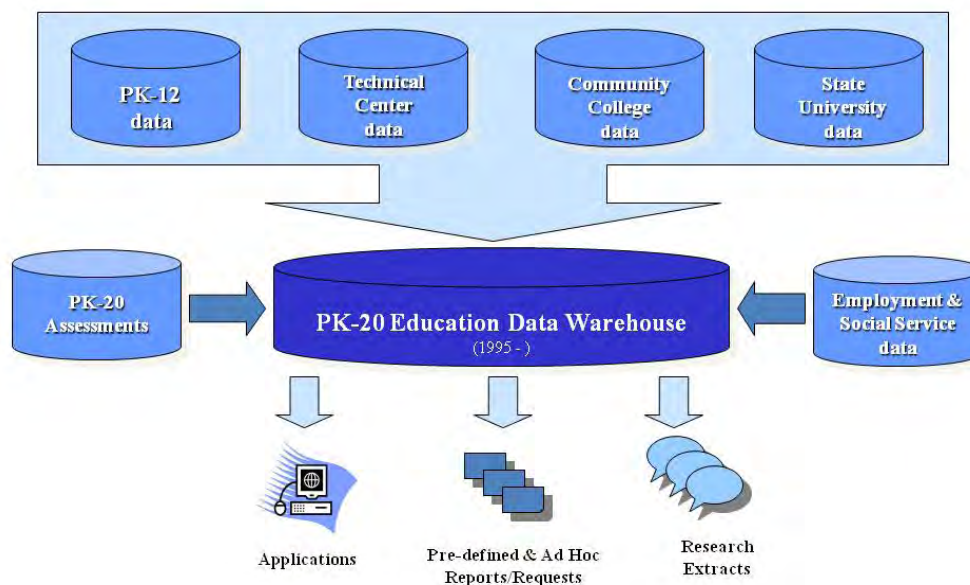 PK-12
data
Technical
Center
data
Community
College
data
State
University
data
PK-20
Assessments
PK-20 Education Data Warehouse
(1995 - )
Employment &
Social Service
data
Applications
Pre-defined & Ad Hoc
Reports/Requests
Research
Extracts